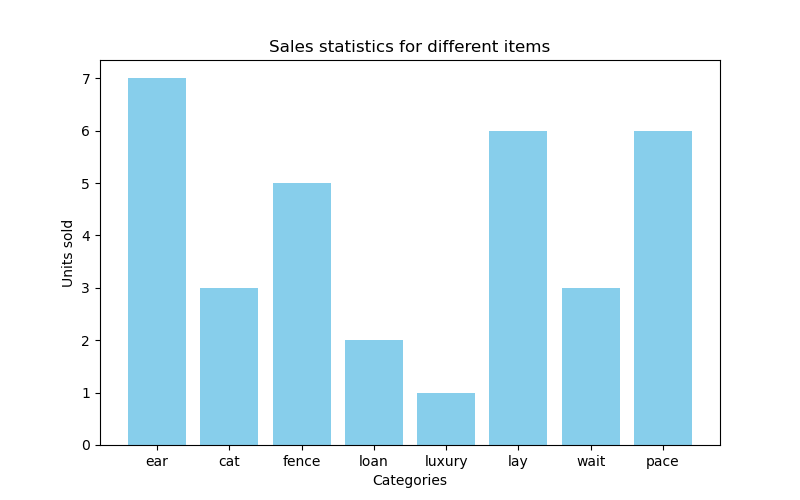 Sales statistics for different items
Units sold
7
6
5
4
3
2
1
0
ear cat fence loan luxury lay wait pace
Categories